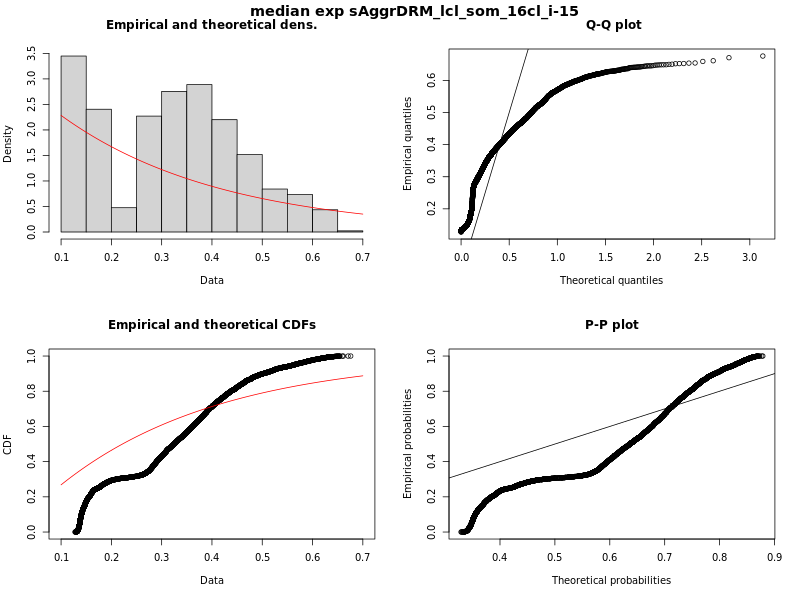 median exp sAggrDRM_lcl_som_16cl_i-15
Empirical and theoretical dens.
Density
0.0 0.5 1.0 1.5 2.0 2.5 3.0 3.5
0.1 0.2 0.3 0.4 0.5 0.6 0.7
Data
Q-Q plot
Empirical quantiles
0.2 0.3 0.4 0.5 0.6
0.0 0.5 1.0 1.5 2.0 2.5 3.0
Theoretical quantiles
Empirical and theoretical CDFs
CDF
0.0 0.2 0.4 0.6 0.8 1.0
0.1 0.2 0.3 0.4 0.5 0.6 0.7
Data
P-P plot
Empirical probabilities
0.0 0.2 0.4 0.6 0.8 1.0
0.4 0.5 0.6 0.7 0.8 0.9
Theoretical probabilities